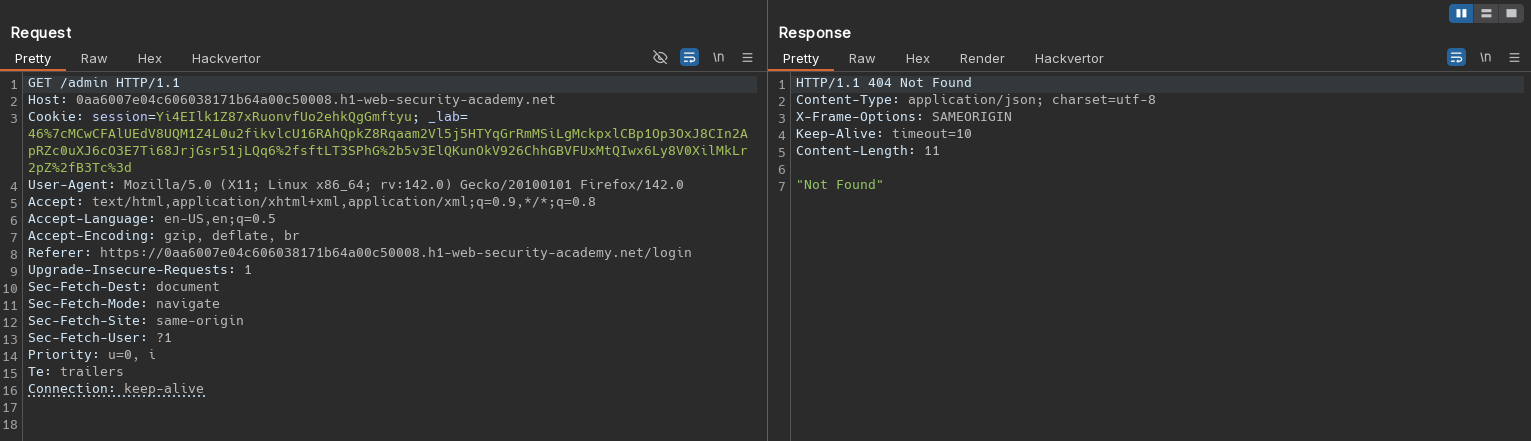 Request
Pretty Raw Hex Hackvertor \n
1 GET /admin HTTP/1.1
2 Host: 0aa6007e04c606038171b64a00c50008.h1-web-security-academy.net
3 Cookie: session=Yi4EIlk1Z87xRuonvfUo2ehkQgGmftyu; _lab=
46%7cMCwCFAlUEdV8UQM1Z4L0u2fikvlcU16RAhQpkZ8Rqaam2Vl5j5HTYqGrRmMSiLgMckpxlCBp1Op3OxJ8CIn2A
pRZc0uXJ6cO3E7Ti68JrjGsr51jLQq6%2fsftLT3SPhG%2b5v3ElQKunOkV926ChhGBVFUxMtQIwx6Ly8V0XilMkLr
2pZ%2fB3Tc%3d
4 User-Agent: Mozilla/5.0 (X11; Linux x86_64; rv:142.0) Gecko/20100101 Firefox/142.0
5 Accept: text/html,application/xhtml+xml,application/xml;q=0.9,*/*;q=0.8
6 Accept-Language: en-US,en;q=0.5
7 Accept-Encoding: gzip, deflate, br
8 Referer: https://0aa6007e04c606038171b64a00c50008.h1-web-security-academy.net/login
9 Upgrade-Insecure-Requests: 1
10 Sec-Fetch-Dest: document
11 Sec-Fetch-Mode: navigate
12 Sec-Fetch-Site: same-origin
13 Sec-Fetch-User: ?1
14 Priority: u=0, i
15 Te: trailers
16 Connection: keep-alive
17
18
Response
Pretty Raw Hex Render Hackvertor \n
1 HTTP/1.1 404 Not Found
2 Content-Type: application/json; charset=utf-8
3 X-Frame-Options: SAMEORIGIN
4 Keep-Alive: timeout=10
5 Content-Length: 11
6
7 "Not Found"